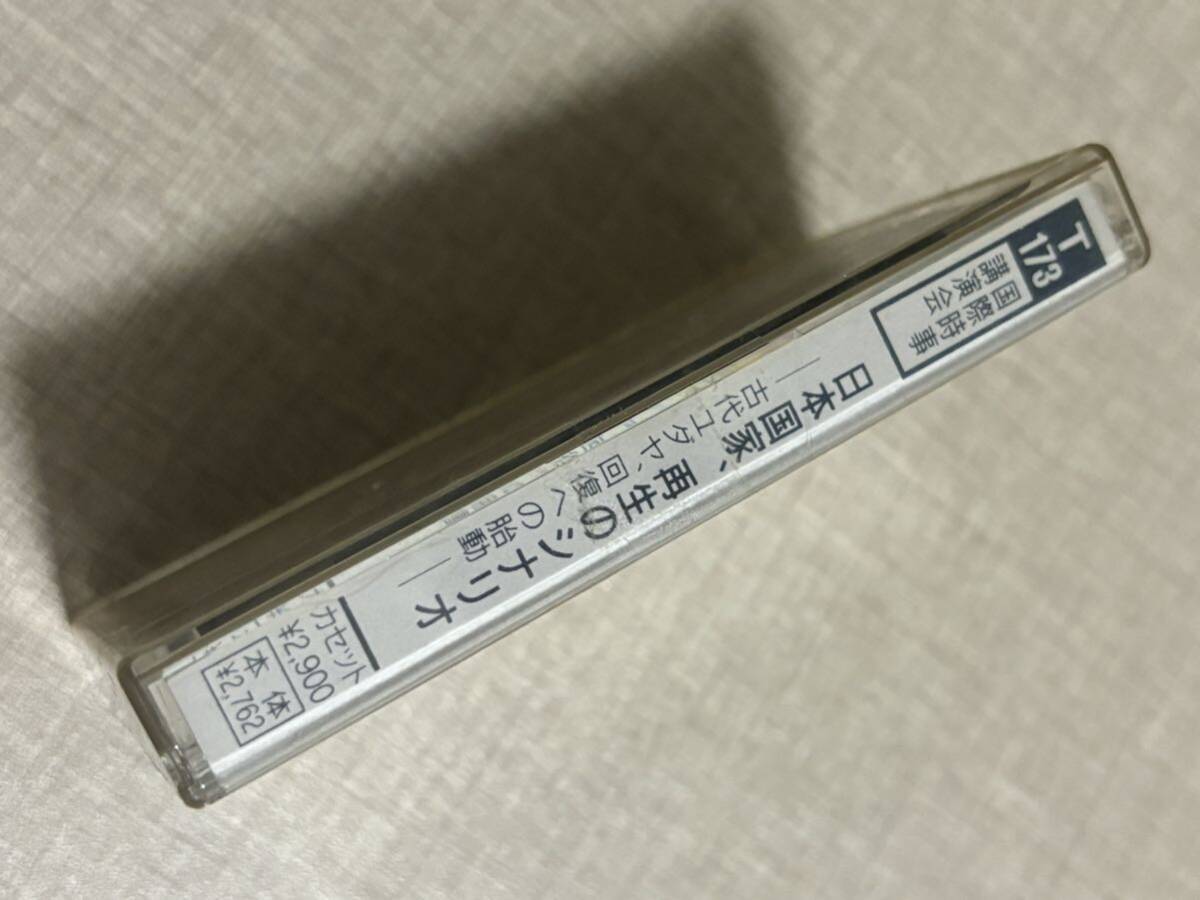 T
173
国際時事
講演会
日本国家、再生のシナリオ
―古代ユダヤ、回復への胎動―
カセット
¥2,900
本体
¥2,762